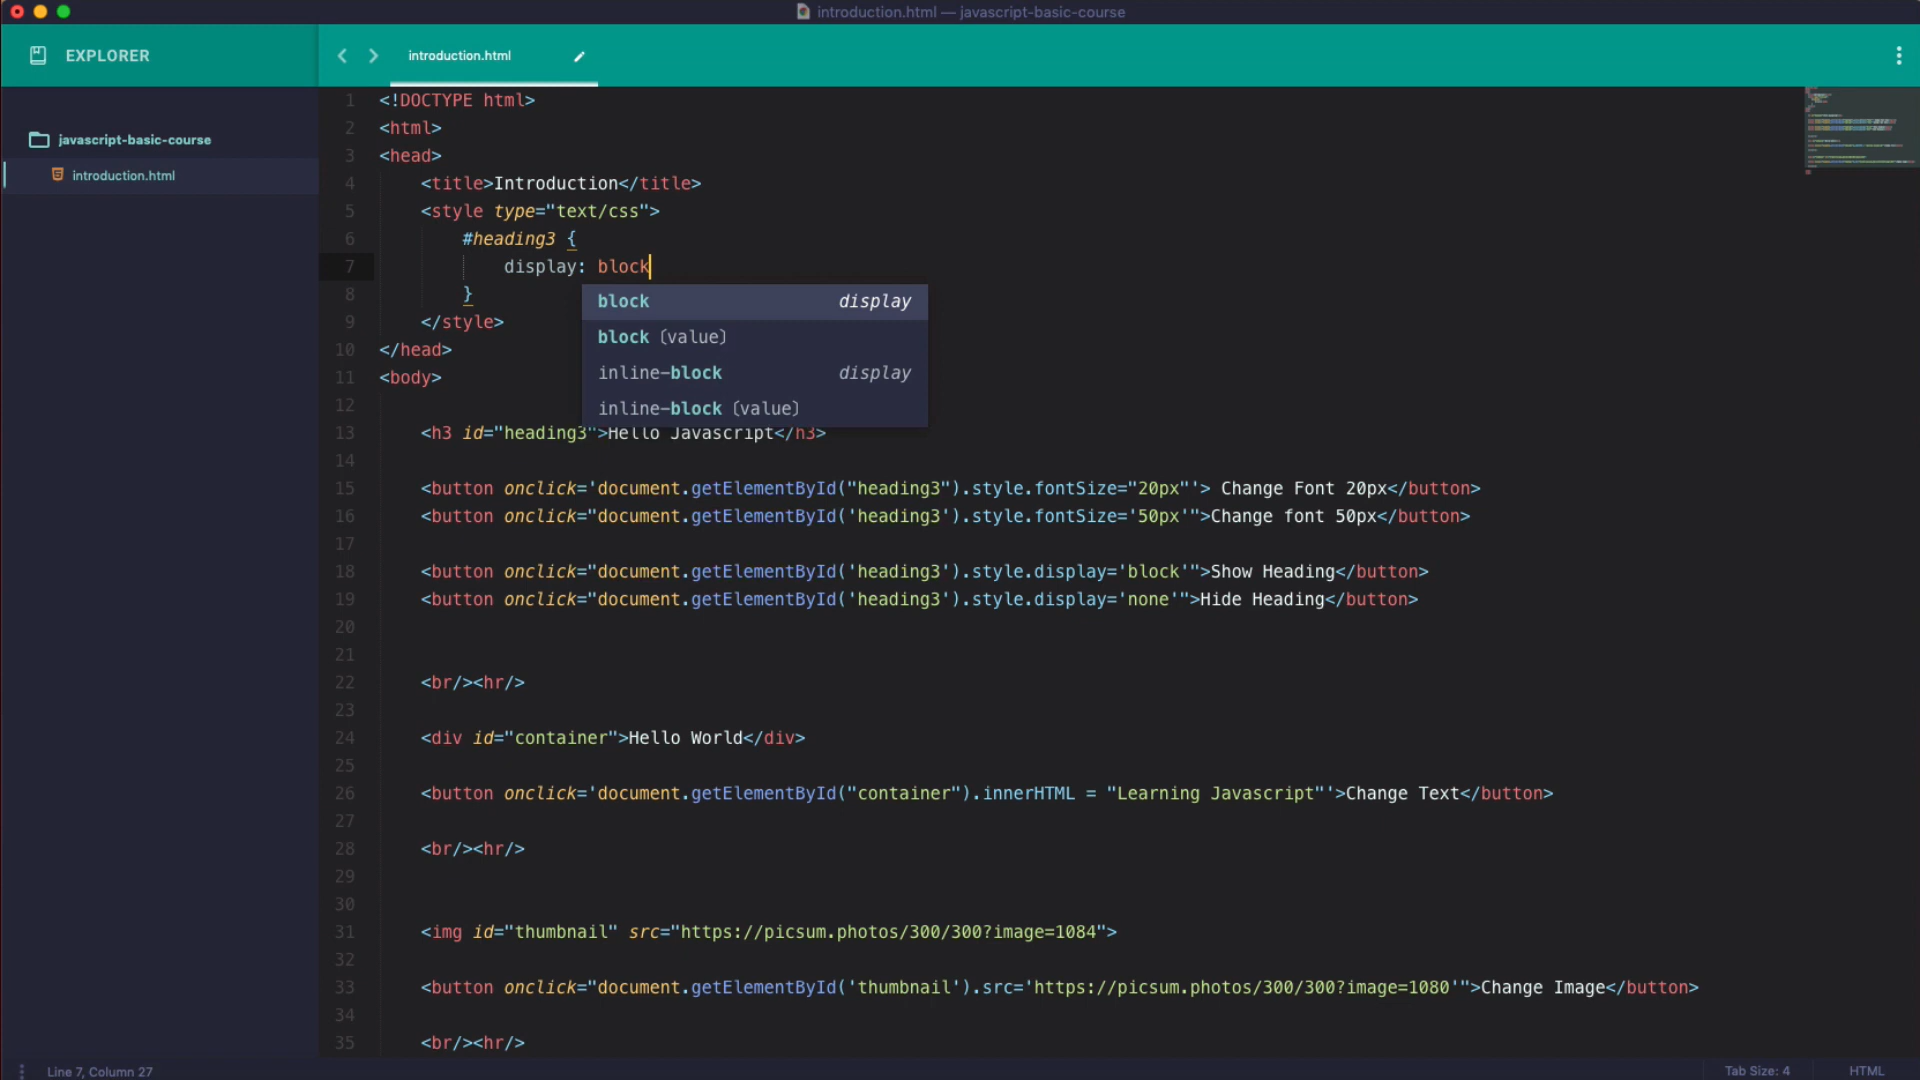 introduction.html — javascript-basic-course
EXPLORER
introduction.html
javascript-basic-course
introduction.html
1 <!DOCTYPE html>
2 <html>
3 <head>
4 <title>Introduction</title>
5 <style type="text/css">
6 #heading3 {
7 display: block
8 }
9 </style>
10 </head>
11 <body>
block display
block (value)
inline-block display
inline-block (value)
12
13 <h3 id="heading3">Hello Javascript</h3>
14
15 <button onclick='document.getElementById("heading3").style.fontSize="20px"'> Change Font 20px</button>
16 <button onclick="document.getElementById('heading3').style.fontSize='50px'">Change font 50px</button>
17
18 <button onclick="document.getElementById('heading3').style.display='block'">Show Heading</button>
19 <button onclick="document.getElementById('heading3').style.display='none'">Hide Heading</button>
20
21
22 <br/><hr/>
23
24 <div id="container">Hello World</div>
25
26 <button onclick='document.getElementById("container").innerHTML = "Learning Javascript"'>Change Text</button>
27
28 <br/><hr/>
29
30
31 <img id="thumbnail" src="https://picsum.photos/300/300?image=1084">
32
33 <button onclick="document.getElementById('thumbnail').src='https://picsum.photos/300/300?image=1080'">Change Image</button>
34
35 <br/><hr/>
Line 7, Column 27
Tab Size: 4
HTML